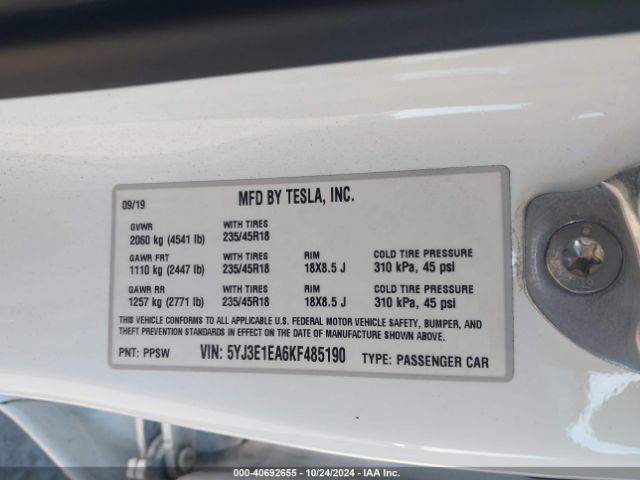 MFD BY TESLA, INC.
09/19
GVWR WITH TIRES
2060 kg (4541 lb) 235/45R18
GAWR FRT WITH TIRES RIM COLD TIRE PRESSURE
1110 kg (2447 lb) 235/45R18 18X8.5 J 310 kPa, 45 psi
GAWR RR WITH TIRES RIM COLD TIRE PRESSURE
1257 kg (2771 lb) 235/45R18 18X8.5 J 310 kPa, 45 psi
THIS VEHICLE CONFORMS TO ALL APPLICABLE U.S. FEDERAL MOTOR VEHICLE SAFETY, BUMPER, AND
THEFT PREVENTION STANDARDS IN EFFECT ON THE DATE OF MANUFACTURE SHOWN ABOVE.
PNT: PPSW VIN: 5YJ3E1EA6KF485190 TYPE: PASSENGER CAR
000-40692655 - 10/24/2024 - IAA Inc.